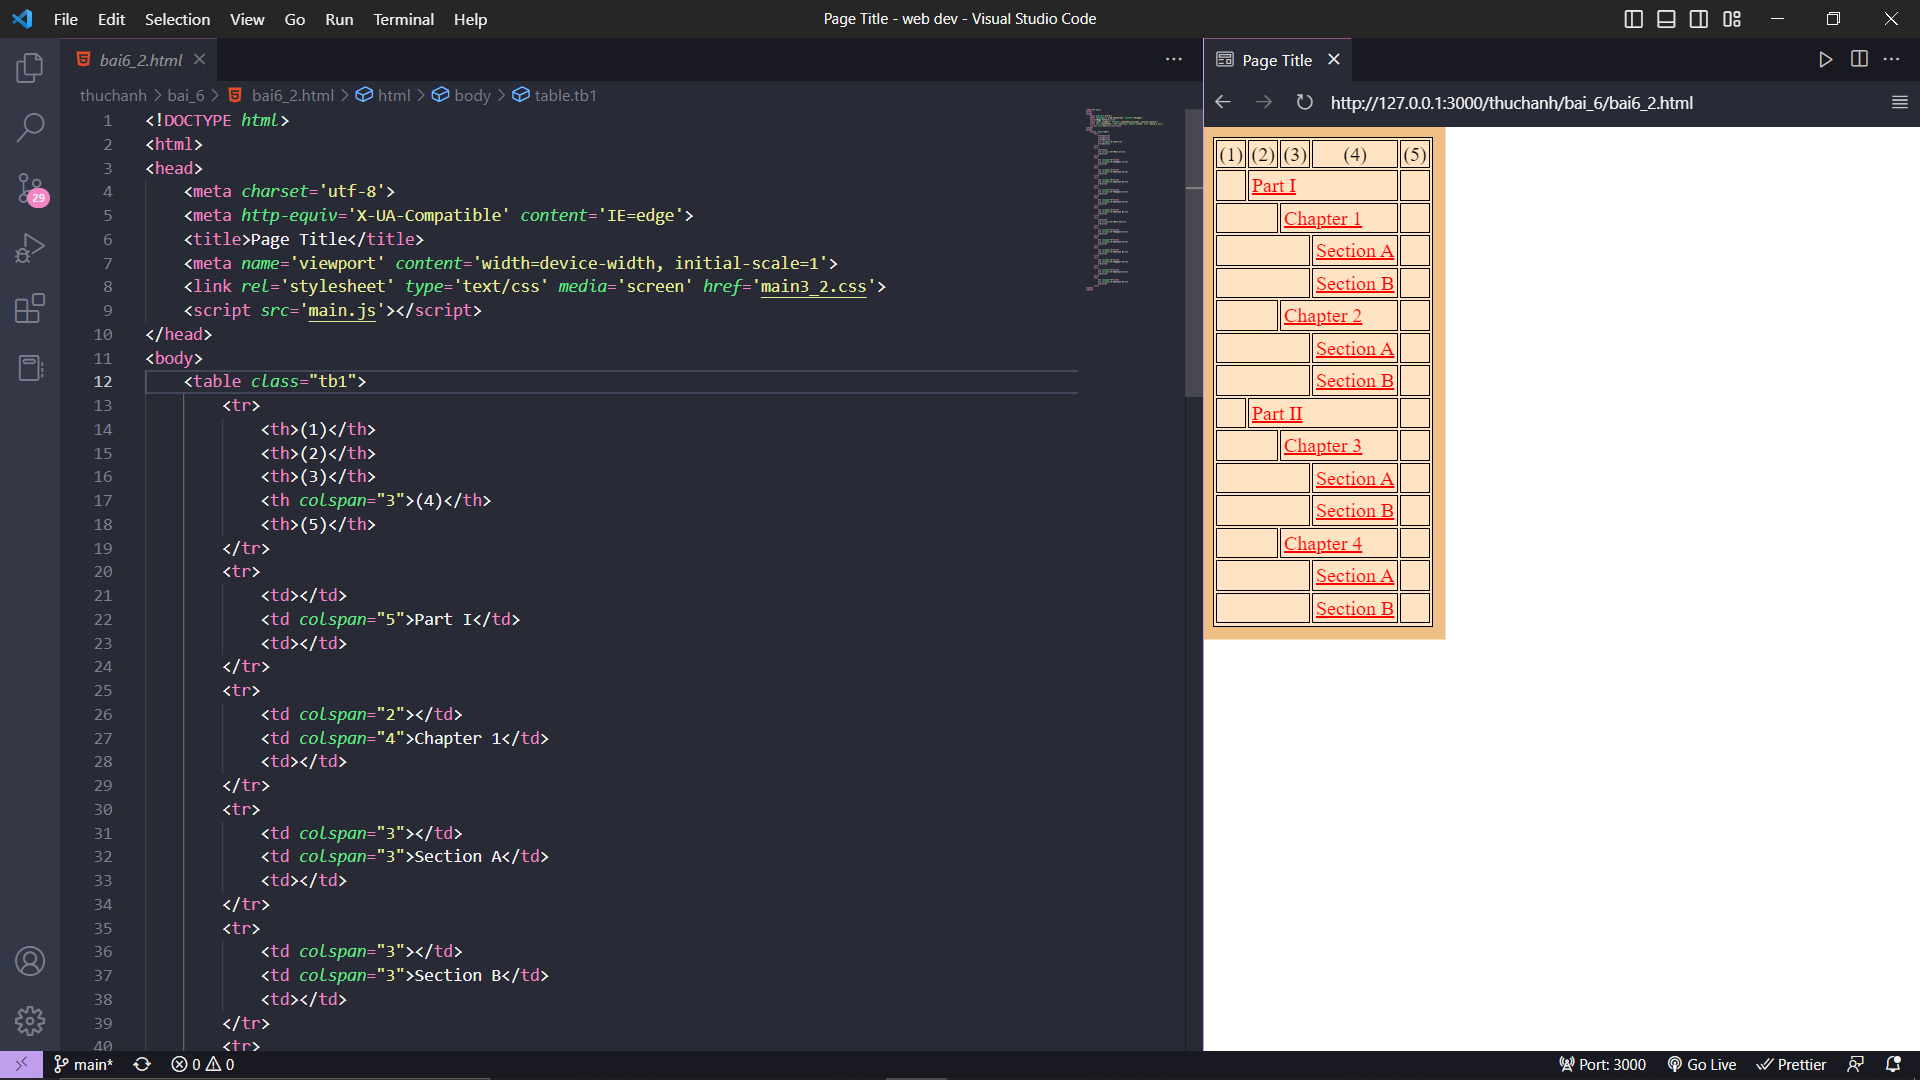 File Edit Selection View Go Run Terminal Help
Page Title - web dev - Visual Studio Code
bai6_2.html
thuchanh > bai_6 > bai6_2.html > html > body > table.tb1
29
1 <!DOCTYPE html>
2 <html>
3 <head>
4 <meta charset='utf-8'>
5 <meta http-equiv='X-UA-Compatible' content='IE=edge'>
6 <title>Page Title</title>
7 <meta name='viewport' content='width=device-width, initial-scale=1'>
8 <link rel='stylesheet' type='text/css' media='screen' href='main3_2.css'>
9 <script src='main.js'></script>
10 </head>
11 <body>
12 <table class="tb1">
13 <tr>
14 <th>(1)</th>
15 <th>(2)</th>
16 <th>(3)</th>
17 <th colspan="3">(4)</th>
18 <th>(5)</th>
19 </tr>
20 <tr>
21 <td></td>
22 <td colspan="5">Part I</td>
23 <td></td>
24 </tr>
25 <tr>
26 <td colspan="2"></td>
27 <td colspan="4">Chapter 1</td>
28 <td></td>
29 </tr>
30 <tr>
31 <td colspan="3"></td>
32 <td colspan="3">Section A</td>
33 <td></td>
34 </tr>
35 <tr>
36 <td colspan="3"></td>
37 <td colspan="3">Section B</td>
38 <td></td>
39 </tr>
40 <tr>
Page Title
http://127.0.0.1:3000/thuchanh/bai_6/bai6_2.html
(1) (2) (3) (4) (5)
Part I
Chapter 1
Section A
Section B
Chapter 2
Section A
Section B
Part II
Chapter 3
Section A
Section B
Chapter 4
Section A
Section B
main* 0 0
Port: 3000 Go Live Prettier